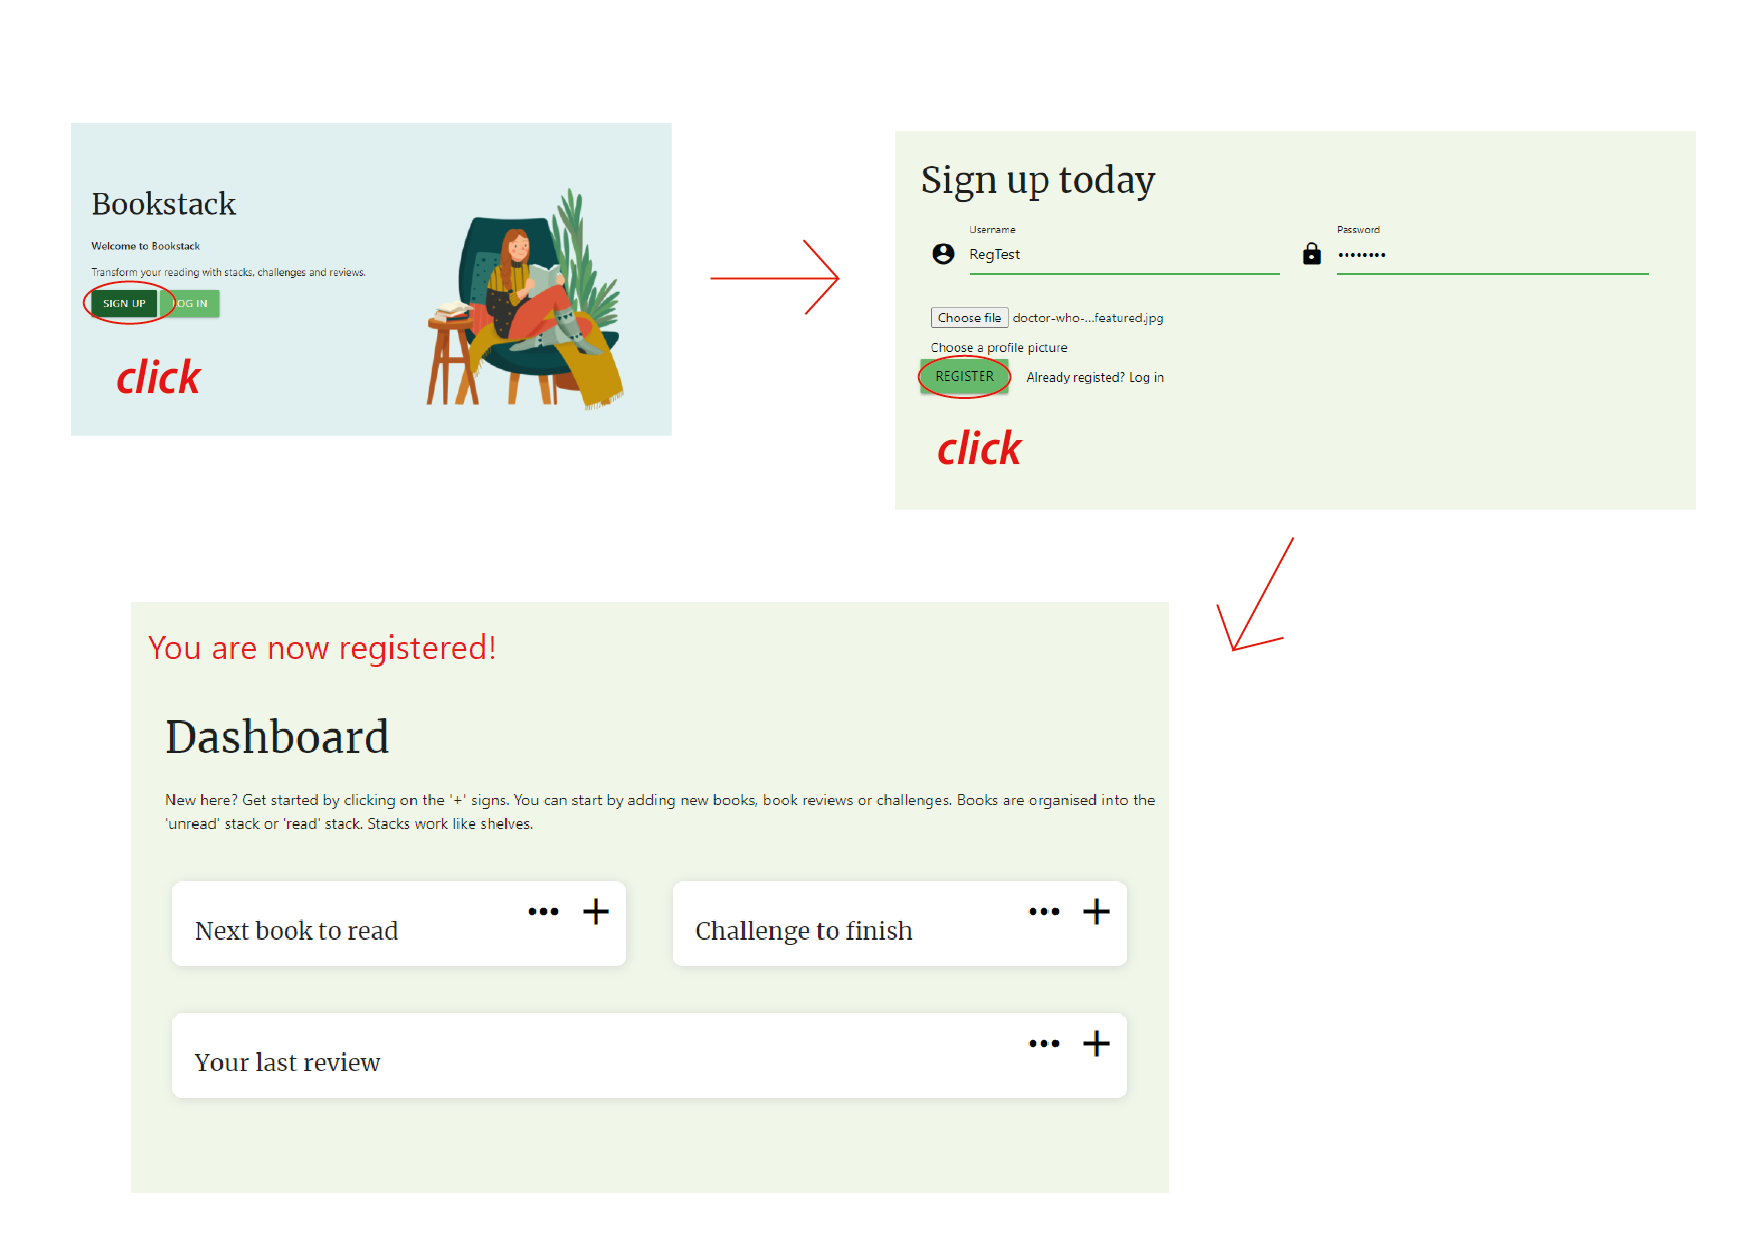 Bookstack
Welcome to Bookstack
Transform your reading with stacks, challenges and reviews.
SIGN UP LOG IN
click
Sign up today
Username Password
RegTest ••••••••
Choose file doctor-who-...featured.jpg
Choose a profile picture
REGISTER Already registed? Log in
click
You are now registered!
Dashboard
New here? Get started by clicking on the '+' signs. You can start by adding new books, book reviews or challenges. Books are organised into the
'unread' stack or 'read' stack. Stacks work like shelves.
Next book to read ••• +
Challenge to finish ••• +
Your last review ••• +